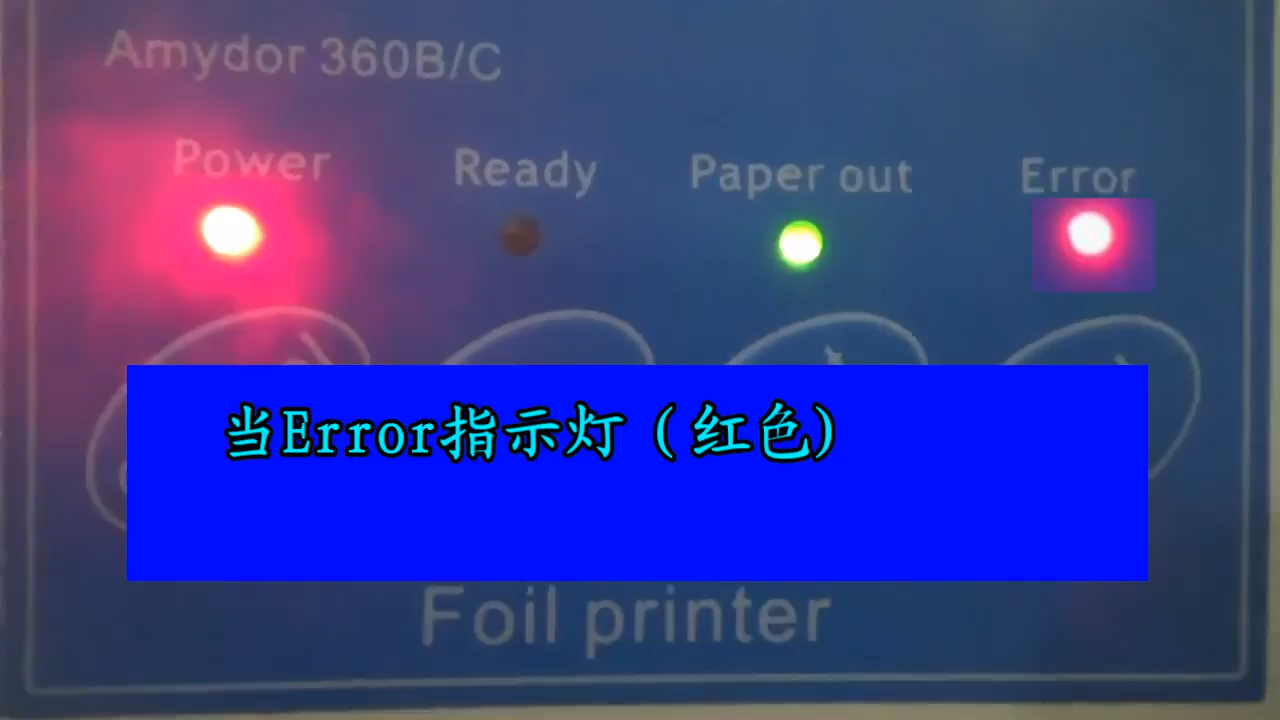 Amydor 360B/C
Power Ready Paper out Error
当Error指示灯（红色)
Foil printer